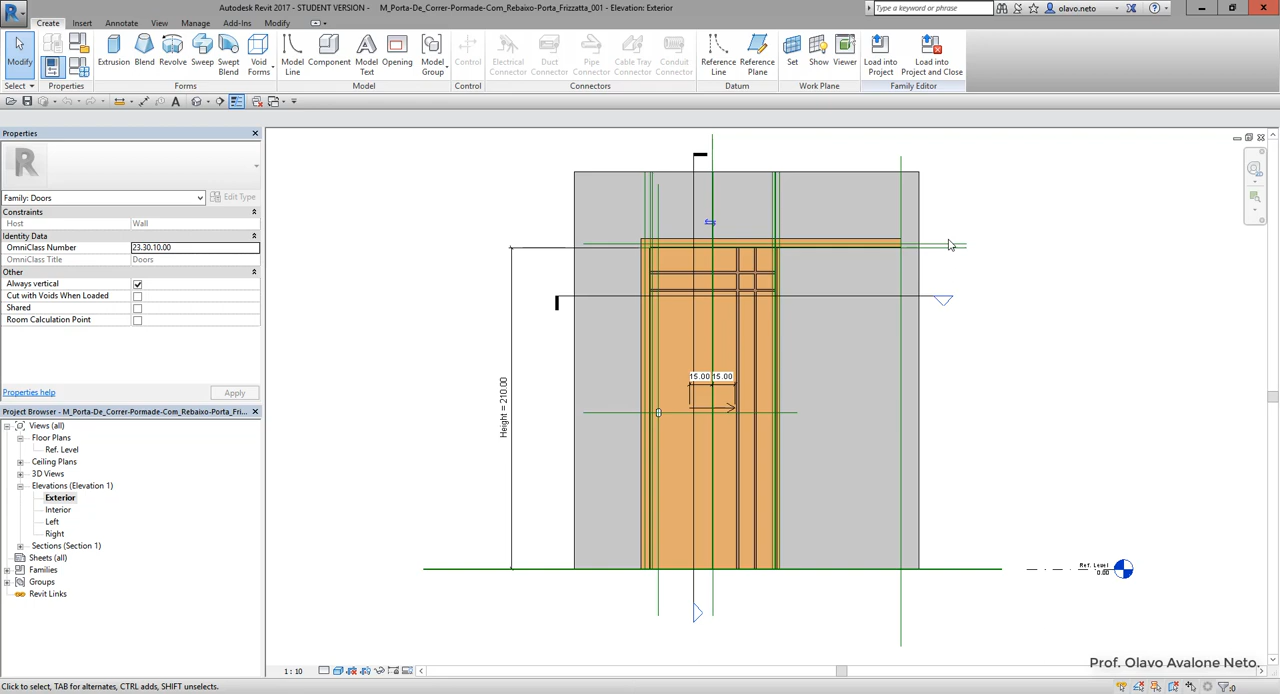 Autodesk Revit 2017 - STUDENT VERSION - M_Porta-De-Correr-Pormade-Com_Rebaixo-Porta_Frizzatta_001 - Elevation: Exterior
Type a keyword or phrase
olavo.neto
Create Insert Annotate View Manage Add-Ins Modify
Modify Extrusion Blend Revolve Sweep Swept Blend Void Forms Model Line Component Model Text Opening Model Group Control Electrical Connector Duct Connector Pipe Connector Cable Tray Connector Conduit Connector Reference Line Reference Plane Set Show Viewer Load into Project Load into Project and Close
Select Properties Forms Model Control Connectors Datum Work Plane Family Editor
Properties
Family: Doors
Edit Type
Constraints
Host Wall
Identity Data
OmniClass Number 23.30.10.00
OmniClass Title Doors
Other
Always vertical
Cut with Voids When Loaded
Shared
Room Calculation Point
Properties help
Apply
Project Browser - M_Porta-De-Correr-Pormade-Com_Rebaixo-Porta_Fri...
Views (all)
Floor Plans
Ref. Level
Ceiling Plans
3D Views
Elevations (Elevation 1)
Exterior
Interior
Left
Right
Sections (Section 1)
Sheets (all)
Families
Groups
Revit Links
Height = 210.00
15.00 15.00
Ref. Level
0.00
1 : 10
Prof. Olavo Avalone Neto.
Click to select, TAB for alternates, CTRL adds, SHIFT unselects.
:0